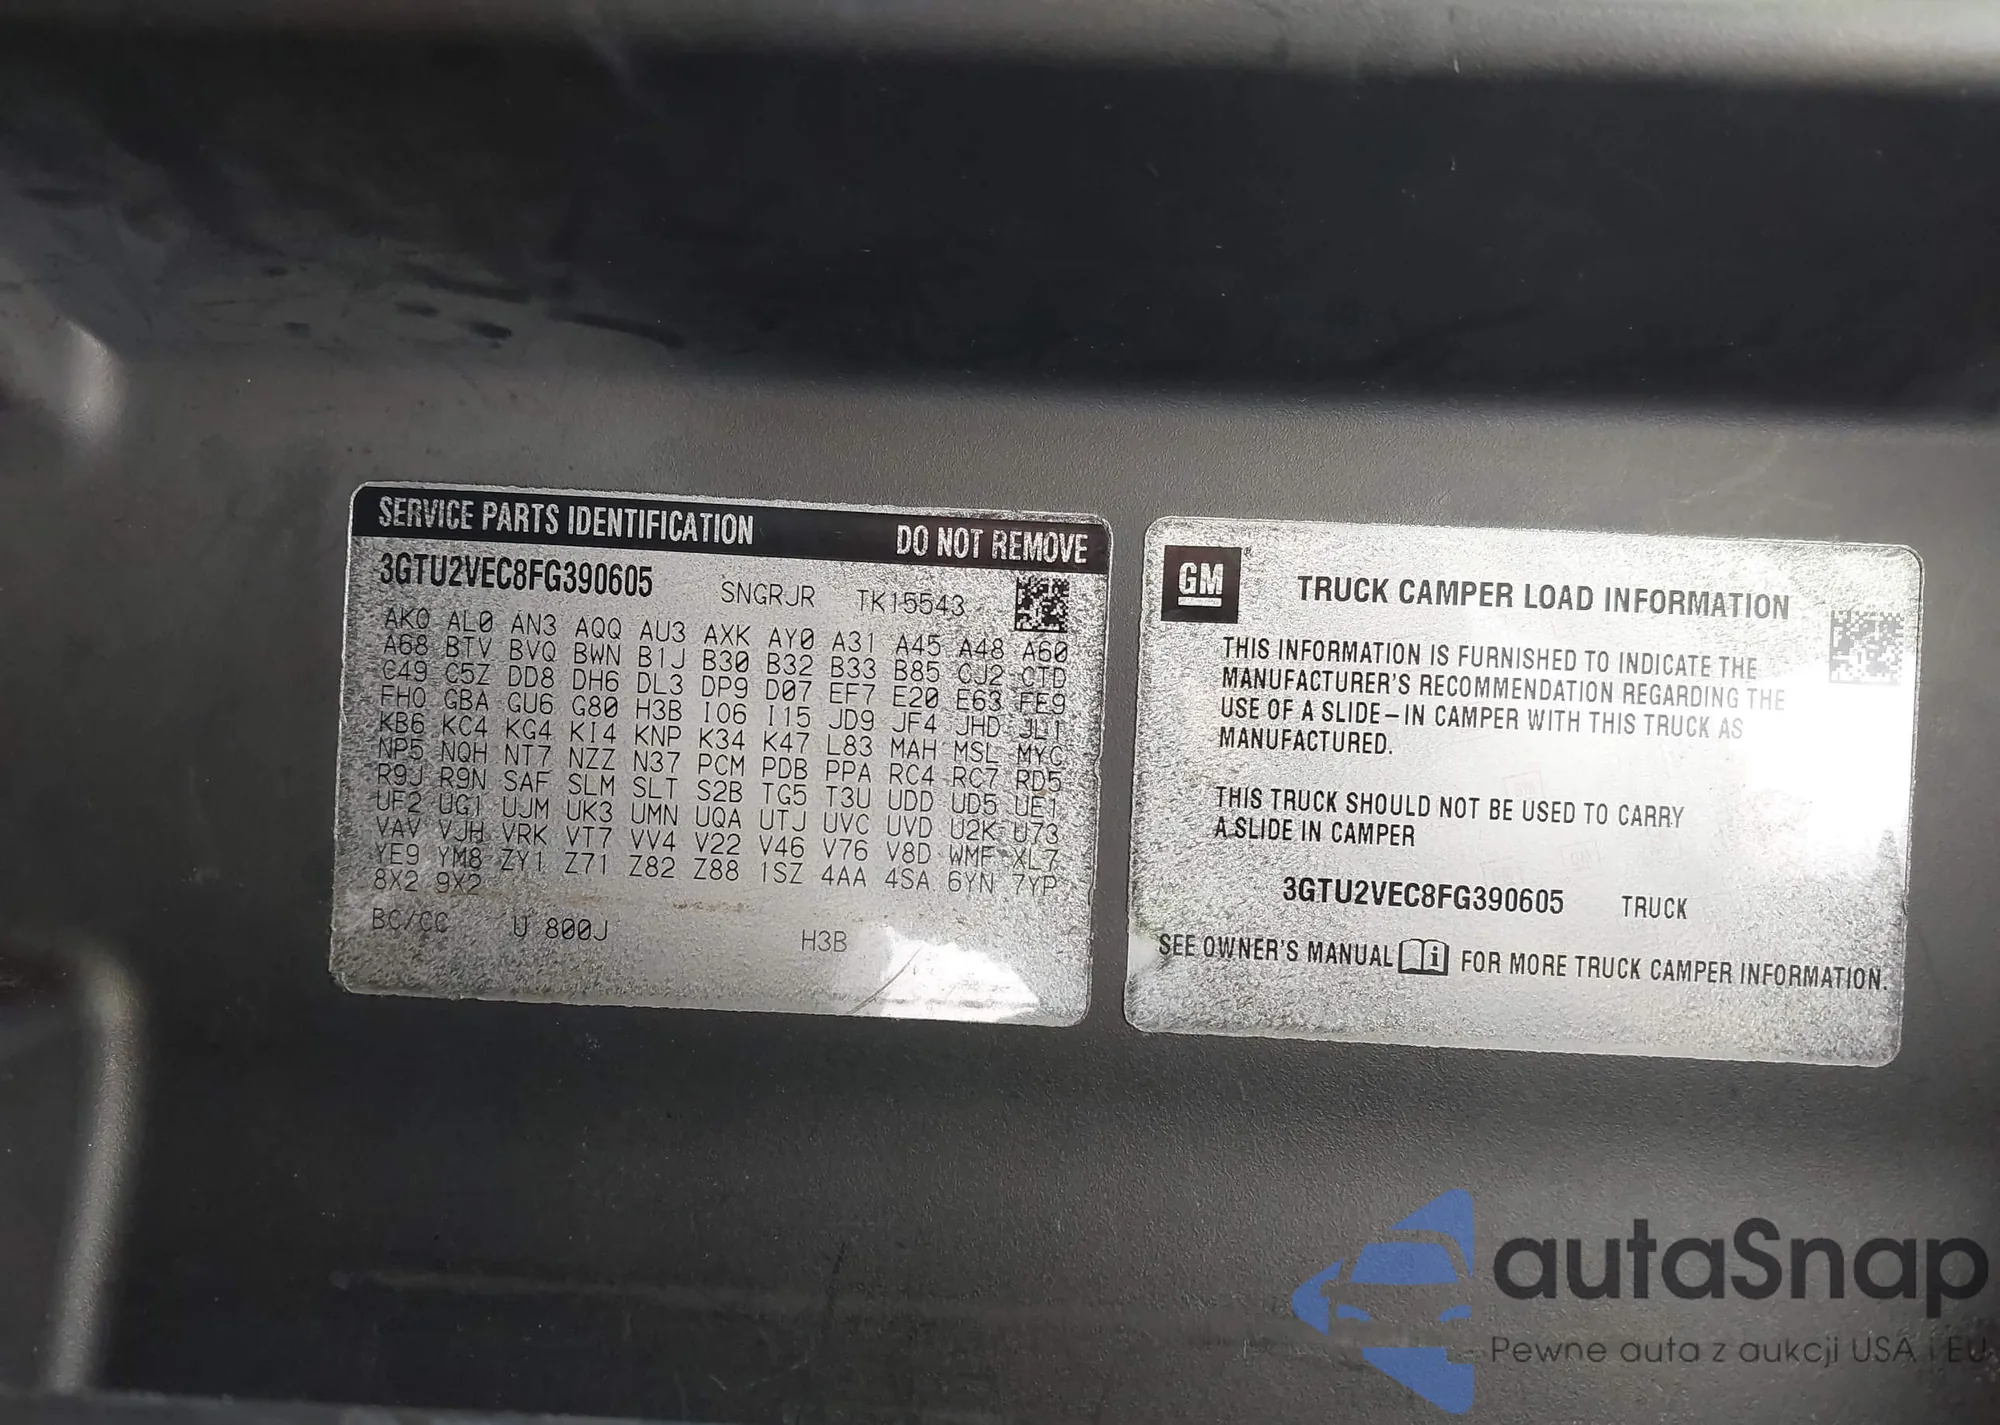 SERVICE PARTS IDENTIFICATION DO NOT REMOVE
3GTU2VEC8FG390605 SNGRJR TK15543
AKO AL0 AN3 AQQ AU3 AXK AY0 A31 A45 A48 A60
A68 BTV BVQ BWN B1J B30 B32 B33 B85 CJ2 CTD
C49 C5Z DD8 DH6 DL3 DP9 D07 EF7 E20 E63 FE9
FHO GBA GU6 G80 H3B I06 I15 JD9 JF4 JHD JL1
KB6 KC4 KG4 KI4 KNP K34 K47 L83 MAH MSL MYC
NP5 NQH NT7 NZZ N37 PCM PDB PPA RC4 RC7 RD5
R9J R9N SAF SLM SLT S2B TG5 T3U UDD UD5 UE1
UF2 UG1 UJM UK3 UMN UQA UTJ UVC UVD U2K U73
VAV VJH VRK VT7 VV4 V22 V46 V76 V8D WMF XL7
YE9 YM8 ZY1 Z71 Z82 Z88 1SZ 4AA 4SA 6YN 7YP
8X2 9X2
BC/CC U 800J H3B
GM
TRUCK CAMPER LOAD INFORMATION
THIS INFORMATION IS FURNISHED TO INDICATE THE
MANUFACTURER'S RECOMMENDATION REGARDING THE
USE OF A SLIDE-IN CAMPER WITH THIS TRUCK AS
MANUFACTURED.
THIS TRUCK SHOULD NOT BE USED TO CARRY
A SLIDE IN CAMPER
3GTU2VEC8FG390605 TRUCK
SEE OWNER'S MANUAL FOR MORE TRUCK CAMPER INFORMATION.
autaSnap
Pewne auta z aukcji USA i EU